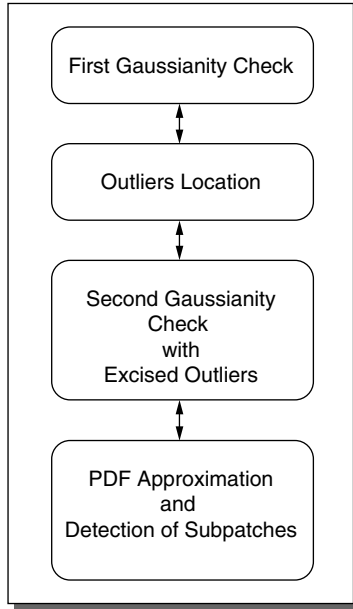 First Gaussianity Check
Outliers Location
Second Gaussianity
Check
with
Excised Outliers
PDF Approximation
and
Detection of Subpatches